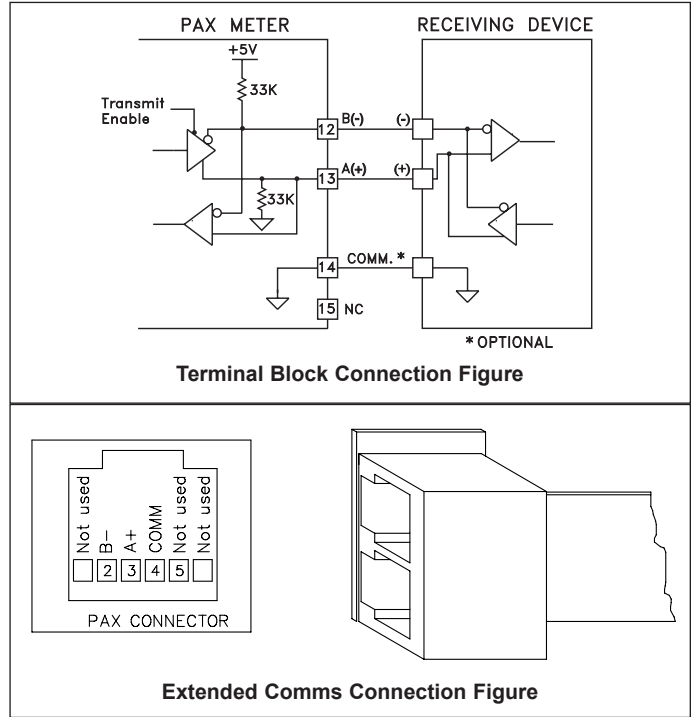 PAX METER
RECEIVING DEVICE
+5V
33K
Transmit
Enable
12 B(-) (-)
13 A(+) (+)
33K
14 COMM.*
15 NC
* OPTIONAL
Terminal Block Connection Figure
Not used
B-
A+
COMM
Not used
Not used
2 3 4 5
PAX CONNECTOR
Extended Comms Connection Figure